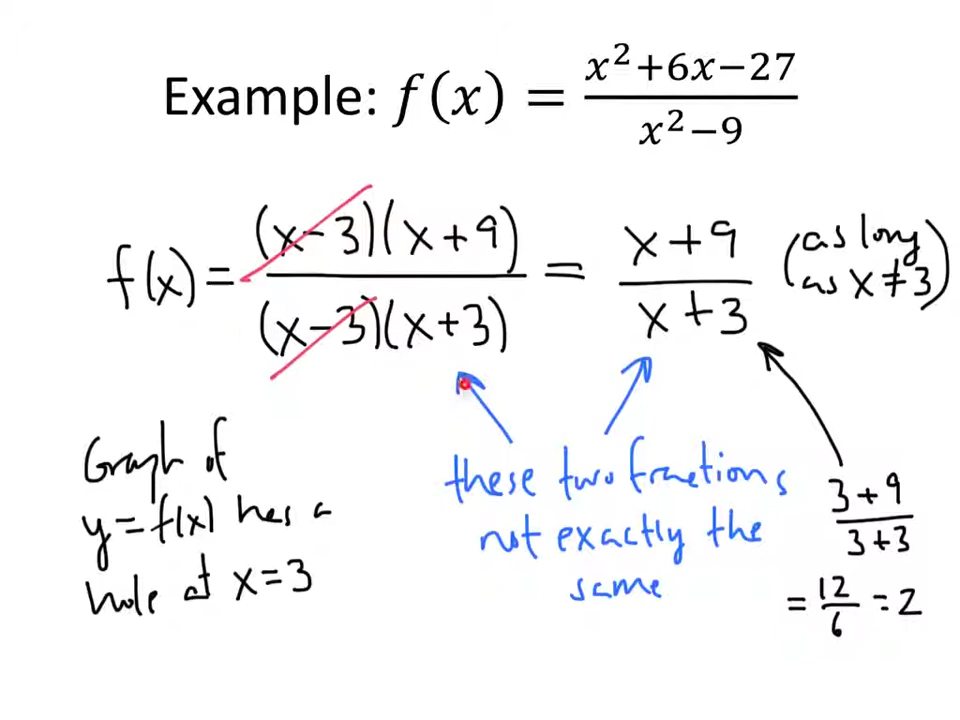 Example: f(x) = (x²+6x−27)/(x²−9)
f(x) = (x−3)(x+9)/(x−3)(x+3) = (x+9)/(x+3) (as long as x≠3)
Graph of
y=f(x) has a
hole at x=3
these two fractions
not exactly the
same
(3+9)/(3+3)
= 12/6 = 2